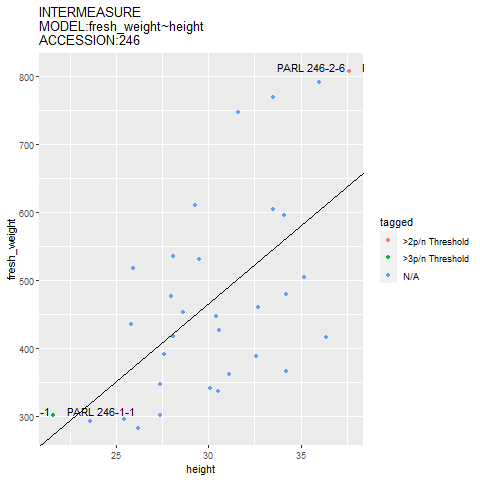 INTERMEASURE
MODEL:fresh_weight~height
ACCESSION:246
PARL 246-2-6
800
700
600
500
400
300
fresh_weight
-1
PARL 246-1-1
25
30
35
height
tagged
>2p/n Threshold
>3p/n Threshold
N/A